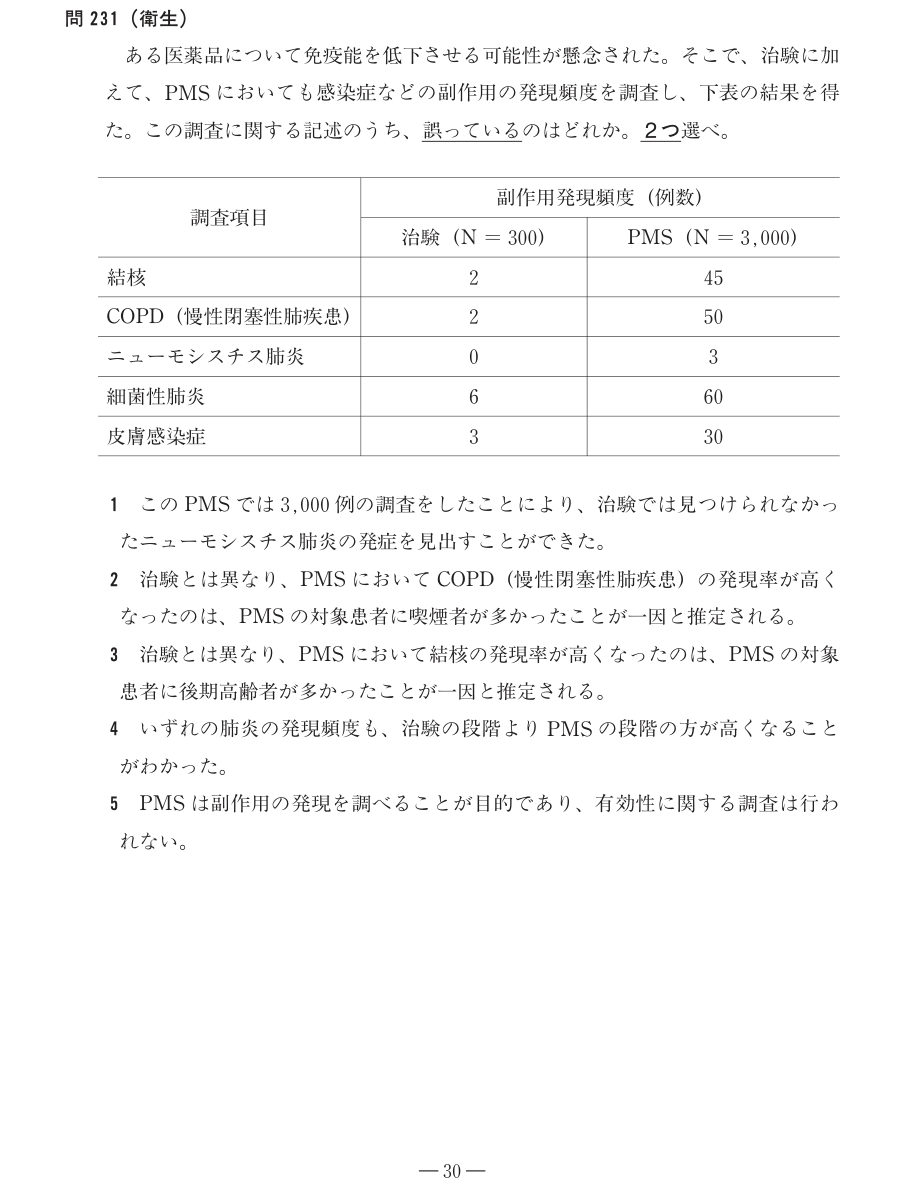 問 231（衛生）
ある医薬品について免疫能を低下させる可能性が懸念された。そこで、治験に加
えて、PMS においても感染症などの副作用の発現頻度を調査し、下表の結果を得
た。この調査に関する記述のうち、誤っているのはどれか。２つ選べ。
調査項目
副作用発現頻度（例数）
治験（N ＝ 300） PMS（N ＝ 3,000）
結核 2 45
COPD（慢性閉塞性肺疾患） 2 50
ニューモシスチス肺炎 0 3
細菌性肺炎 6 60
皮膚感染症 3 30
1 この PMS では 3,000 例の調査をしたことにより、治験では見つけられなかっ
たニューモシスチス肺炎の発症を見出すことができた。
2 治験とは異なり、PMS において COPD（慢性閉塞性肺疾患）の発現率が高く
なったのは、PMS の対象患者に喫煙者が多かったことが一因と推定される。
3 治験とは異なり、PMS において結核の発現率が高くなったのは、PMS の対象
患者に後期高齢者が多かったことが一因と推定される。
4 いずれの肺炎の発現頻度も、治験の段階より PMS の段階の方が高くなること
がわかった。
5 PMS は副作用の発現を調べることが目的であり、有効性に関する調査は行わ
れない。
― 30 ―